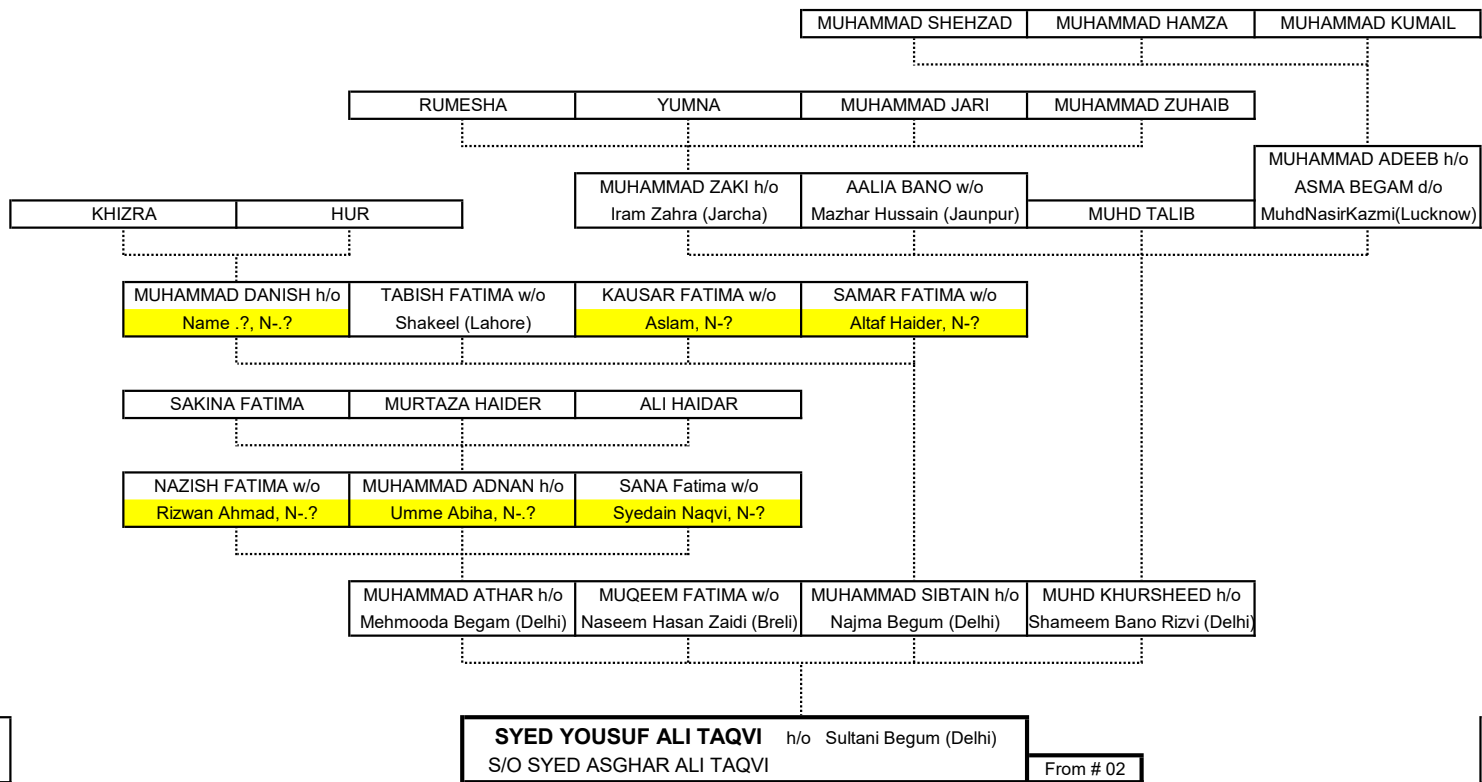 MUHAMMAD SHEHZAD MUHAMMAD HAMZA MUHAMMAD KUMAIL
RUMESHA YUMNA MUHAMMAD JARI MUHAMMAD ZUHAIB
MUHAMMAD ADEEB h/o
ASMA BEGAM d/o
MuhdNasirKazmi(Lucknow)
MUHAMMAD ZAKI h/o
Iram Zahra (Jarcha)
AALIA BANO w/o
Mazhar Hussain (Jaunpur)
MUHD TALIB
KHIZRA HUR
MUHAMMAD DANISH h/o
Name .?, N-.?
TABISH FATIMA w/o
Shakeel (Lahore)
KAUSAR FATIMA w/o
Aslam, N-?
SAMAR FATIMA w/o
Altaf Haider, N-?
SAKINA FATIMA MURTAZA HAIDER ALI HAIDAR
NAZISH FATIMA w/o
Rizwan Ahmad, N-.?
MUHAMMAD ADNAN h/o
Umme Abiha, N-.?
SANA Fatima w/o
Syedain Naqvi, N-?
MUHAMMAD ATHAR h/o
Mehmooda Begam (Delhi)
MUQEEM FATIMA w/o
Naseem Hasan Zaidi (Breli)
MUHAMMAD SIBTAIN h/o
Najma Begum (Delhi)
MUHD KHURSHEED h/o
Shameem Bano Rizvi (Delhi)
SYED YOUSUF ALI TAQVI h/o Sultani Begum (Delhi)
S/O SYED ASGHAR ALI TAQVI
From # 02